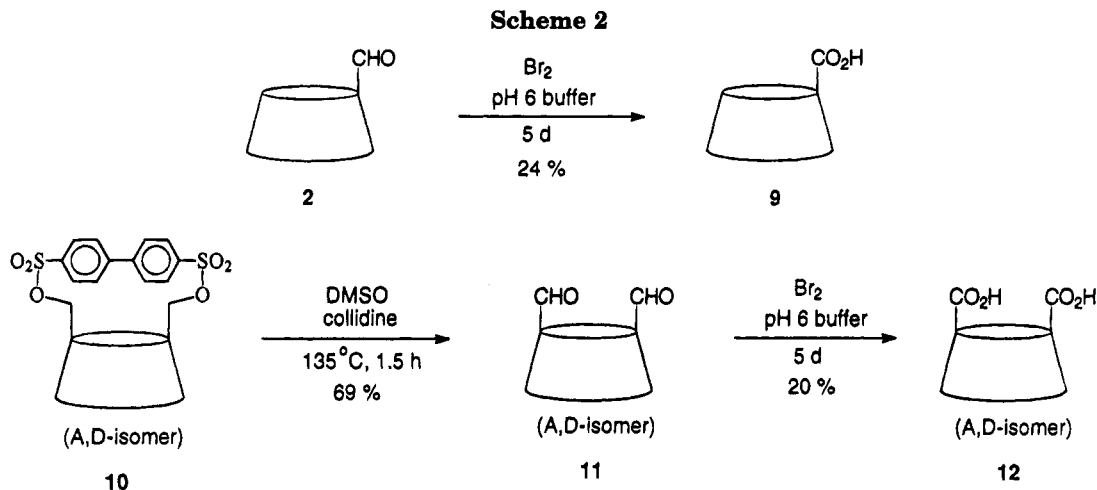 Scheme 2
CHO
Br2
pH 6 buffer
5 d
24 %
CO2H
2
9
O2S
SO2
O
O
DMSO
collidine
135°C, 1.5 h
69 %
CHO
CHO
Br2
pH 6 buffer
5 d
20 %
CO2H
CO2H
(A,D-isomer)
(A,D-isomer)
(A,D-isomer)
10
11
12